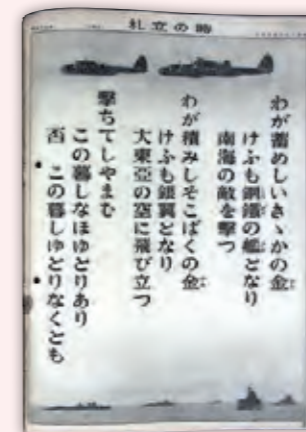 時の立札
わが蓄めしいさゝかの金
けふも鋼鐵の艦となり
南海の敵を撃つ
わが積みしそこばくの金
けふも銀翼となり
大東亞の空に飛び立つ
撃ちてしやまむ
この暮しなほゆとりあり
否 この暮しゆとりなくとも